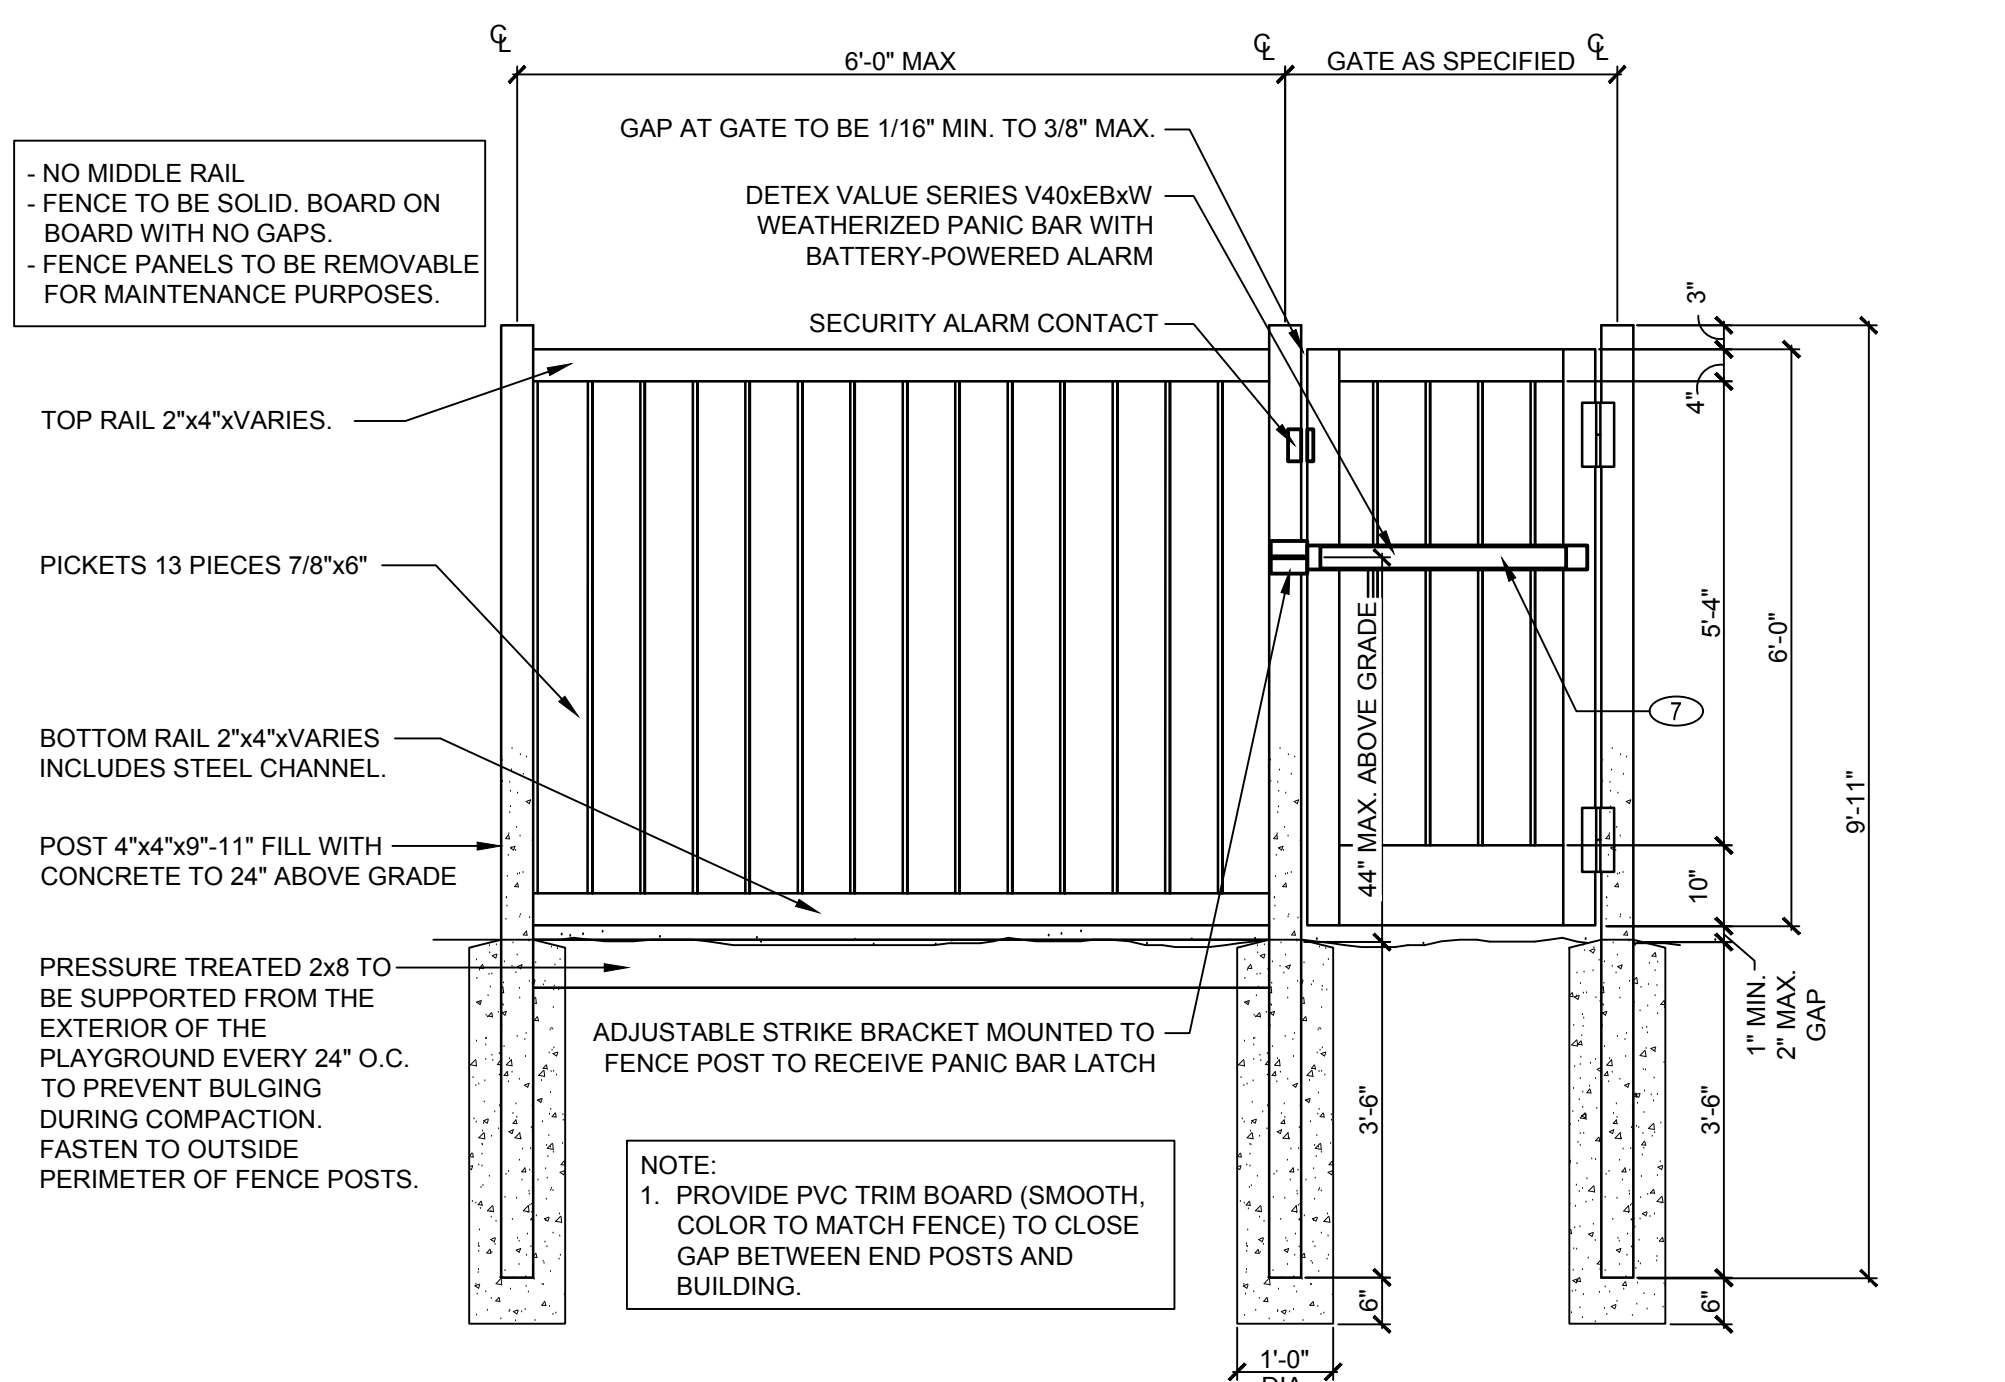 ℄
6'-0" MAX
℄
GATE AS SPECIFIED
℄
GAP AT GATE TO BE 1/16" MIN. TO 3/8" MAX.
- NO MIDDLE RAIL
- FENCE TO BE SOLID. BOARD ON
BOARD WITH NO GAPS.
- FENCE PANELS TO BE REMOVABLE
FOR MAINTENANCE PURPOSES.
DETEX VALUE SERIES V40xEBxW
WEATHERIZED PANIC BAR WITH
BATTERY-POWERED ALARM
SECURITY ALARM CONTACT
TOP RAIL 2"x4"xVARIES.
PICKETS 13 PIECES 7/8"x6"
BOTTOM RAIL 2"x4"xVARIES
INCLUDES STEEL CHANNEL.
POST 4"x4"x9"-11" FILL WITH
CONCRETE TO 24" ABOVE GRADE
PRESSURE TREATED 2x8 TO
BE SUPPORTED FROM THE
EXTERIOR OF THE
PLAYGROUND EVERY 24" O.C.
TO PREVENT BULGING
DURING COMPACTION.
FASTEN TO OUTSIDE
PERIMETER OF FENCE POSTS.
ADJUSTABLE STRIKE BRACKET MOUNTED TO
FENCE POST TO RECEIVE PANIC BAR LATCH
NOTE:
1. PROVIDE PVC TRIM BOARD (SMOOTH,
COLOR TO MATCH FENCE) TO CLOSE
GAP BETWEEN END POSTS AND
BUILDING.
44" MAX. ABOVE GRADE
7
3"
4"
5'-4"
6'-0"
9'-11"
10"
1" MIN.
2" MAX.
GAP
3'-6"
3'-6"
6"
6"
1'-0"
DIA